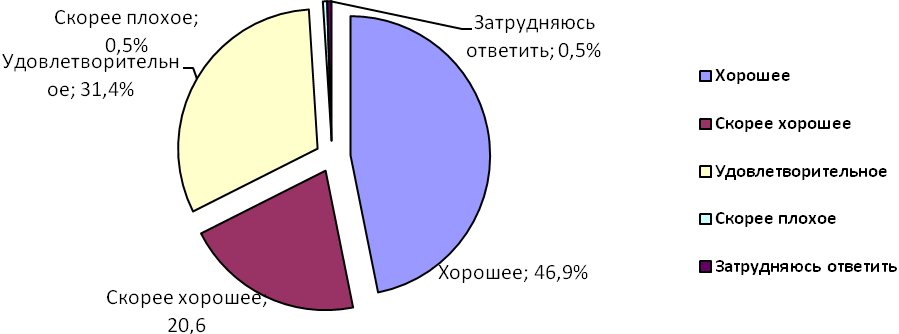 Скорее плохое;
0,5%
Удовлетворительн
ое; 31,4%
Затрудняюсь
ответить; 0,5%
Хорошее; 46,9%
Скорее хорошее;
20,6
Хорошее
Скорее хорошее
Удовлетворительное
Скорее плохое
Затрудняюсь ответить